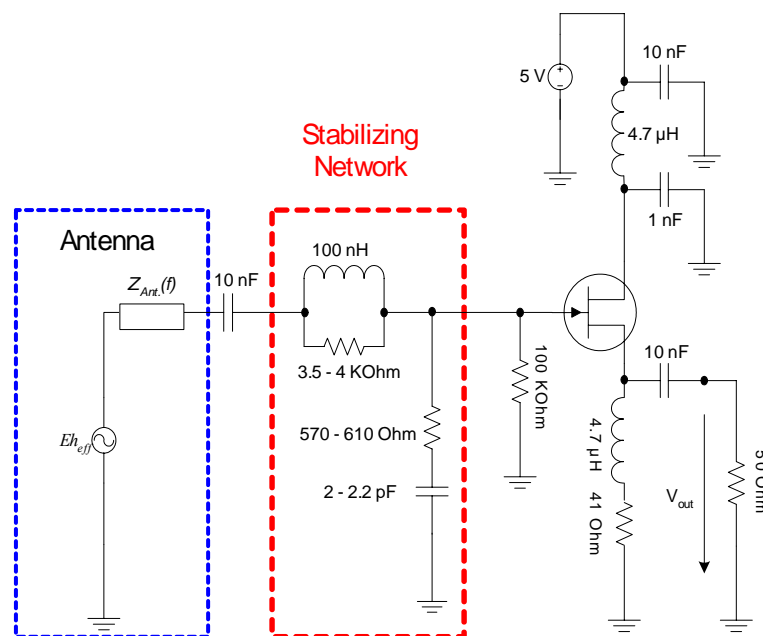 10 nF
5 V
4.7 µH
Stabilizing
Network
1 nF
Antenna
100 nH
Z_Ant.(f)
10 nF
3.5 - 4 KOhm
10 nF
100 KOhm
570 - 610 Ohm
Eh_eff
4.7 µH
41 Ohm
V_out
50 Ohm
2 - 2.2 pF